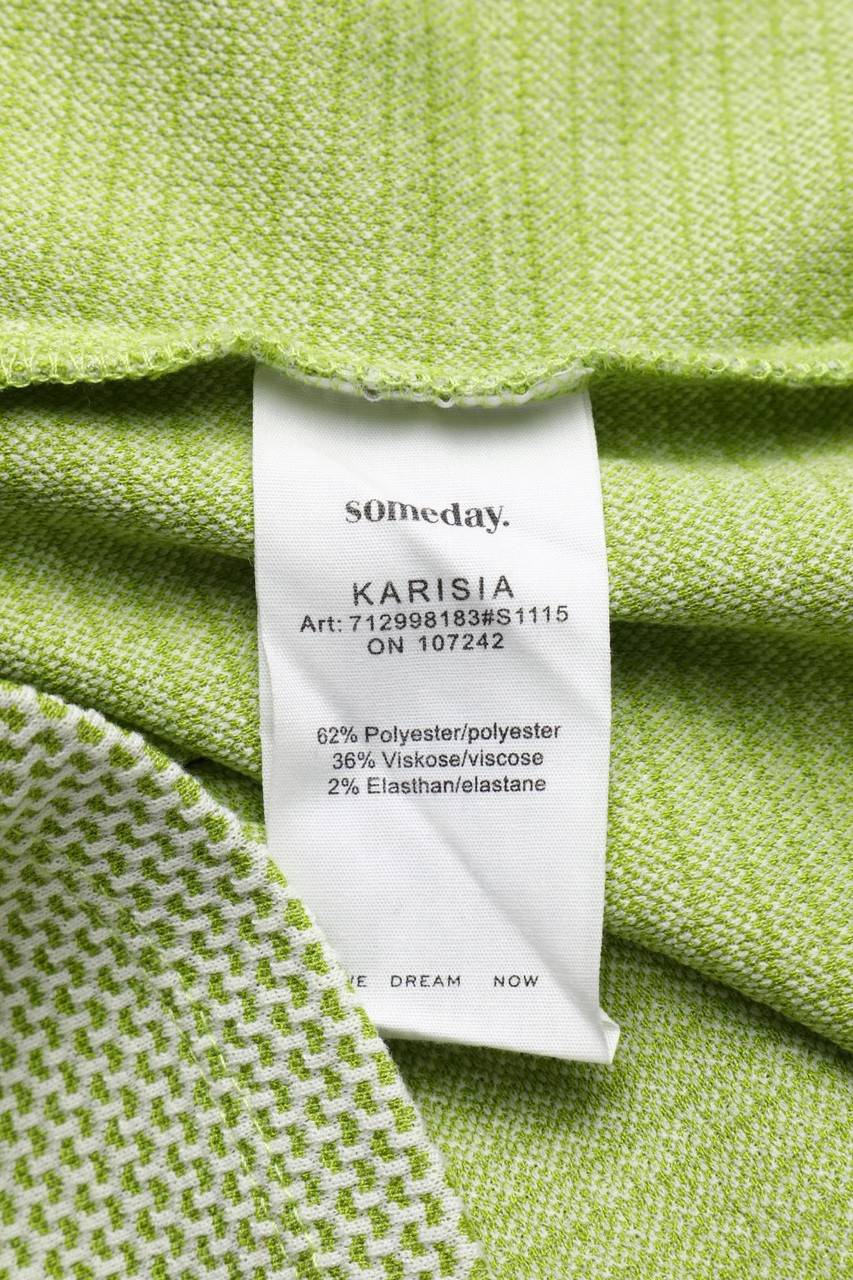 someday.
KARISIA
Art: 712998183#S1115
ON 107242
62% Polyester/polyester
36% Viskose/viscose
2% Elasthan/elastane
DREAM NOW